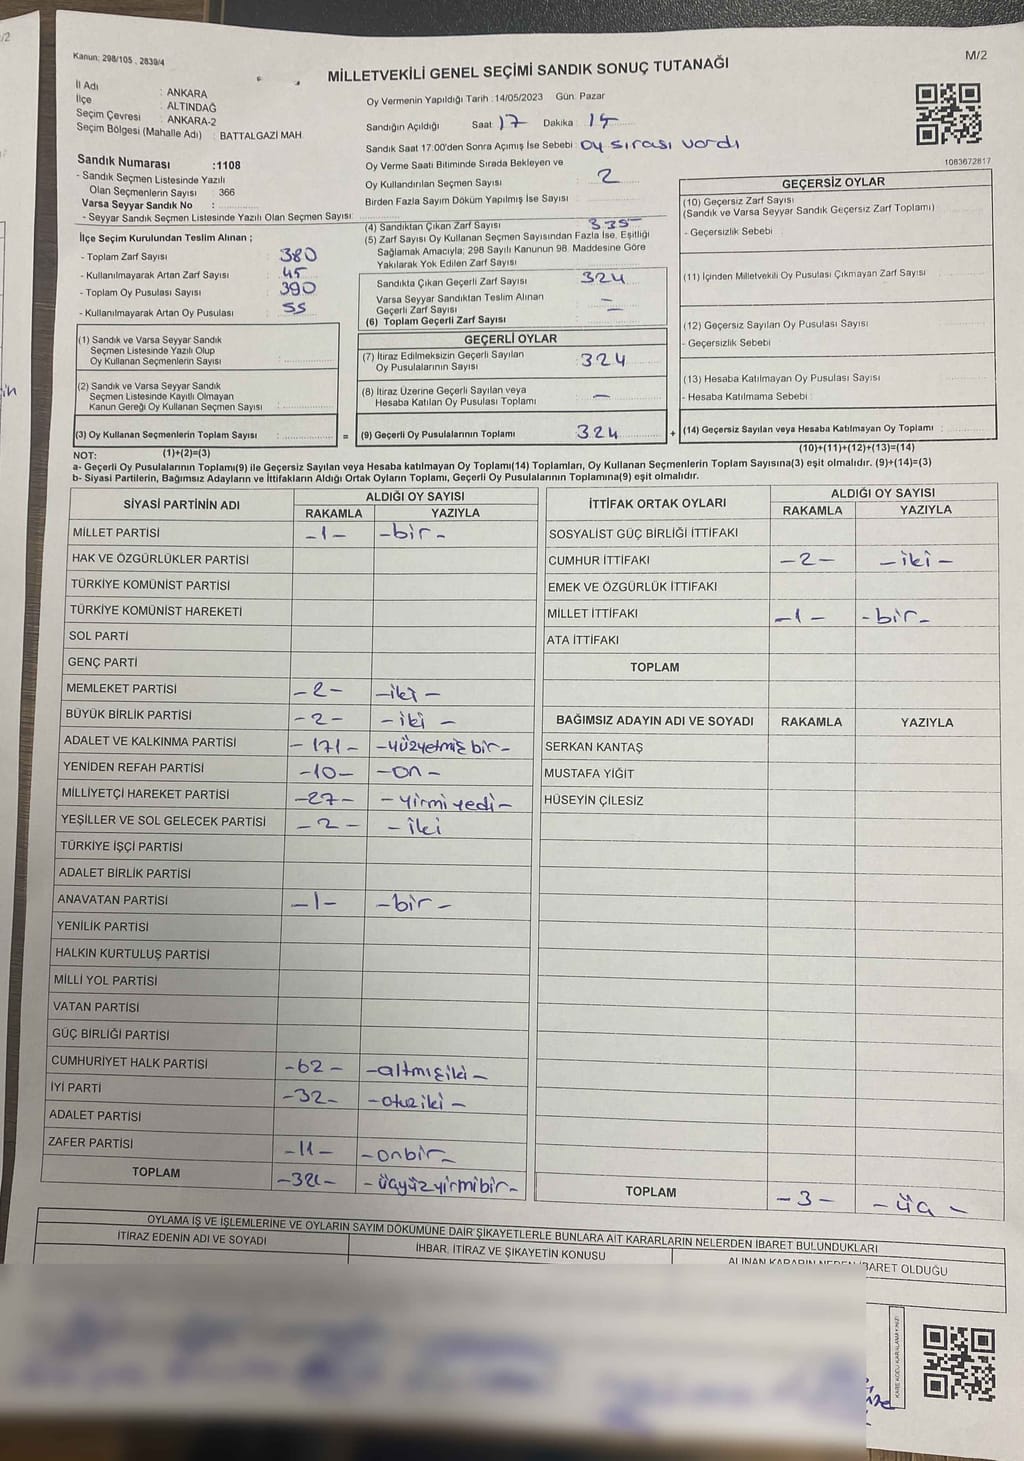 /2
Kanun: 298/105 , 2839/4
M/2
MİLLETVEKİLİ GENEL SEÇİMİ SANDIK SONUÇ TUTANAĞI
İl Adı : ANKARA
İlçe : ALTINDAĞ
Seçim Çevresi : ANKARA-2
Seçim Bölgesi (Mahalle Adı) : BATTALGAZİ MAH.
Sandık Numarası :1108
- Sandık Seçmen Listesinde Yazılı
Olan Seçmenlerin Sayısı : 366
Varsa Seyyar Sandık No :
- Seyyar Sandık Seçmen Listesinde Yazılı Olan Seçmen Sayısı:
Oy Vermenin Yapıldığı Tarih :14/05/2023 Gün: Pazar
Sandığın Açıldığı Saat 17 Dakika 15
Sandık Saat 17:00'den Sonra Açımış İse Sebebi: oy sırası vardı
Oy Verme Saati Bitiminde Sırada Bekleyen ve
Oy Kullandırılan Seçmen Sayısı 2
Birden Fazla Sayım Döküm Yapılmış İse Sayısı
1083672817
İlçe Seçim Kurulundan Teslim Alınan ;
- Toplam Zarf Sayısı : 380
- Kullanılmayarak Artan Zarf Sayısı : 45
- Toplam Oy Pusulası Sayısı : 390
- Kullanılmayarak Artan Oy Pusulası : 55
(1) Sandık ve Varsa Seyyar Sandık
Seçmen Listesinde Yazılı Olup
Oy Kullanan Seçmenlerin Sayısı :
(2) Sandık ve Varsa Seyyar Sandık
Seçmen Listesinde Kayıtlı Olmayan
Kanun Gereği Oy Kullanan Seçmen Sayısı :
(3) Oy Kullanan Seçmenlerin Toplam Sayısı :
(1)+(2)=(3)
(4) Sandıktan Çıkan Zarf Sayısı 335
(5) Zarf Sayısı Oy Kullanan Seçmen Sayısından Fazla İse, Eşitliği
Sağlamak Amacıyla; 298 Sayılı Kanunun 98. Maddesine Göre
Yakılarak Yok Edilen Zarf Sayısı
Sandıkta Çıkan Geçerli Zarf Sayısı 324
Varsa Seyyar Sandıktan Teslim Alınan
Geçerli Zarf Sayısı –
(6) Toplam Geçerli Zarf Sayısı –
GEÇERLİ OYLAR
(7) İtiraz Edilmeksizin Geçerli Sayılan
Oy Pusulalarının Sayısı : 324
(8) İtiraz Üzerine Geçerli Sayılan veya
Hesaba Katılan Oy Pusulası Toplamı : –
= (9) Geçerli Oy Pusulalarının Toplamı : 324 +
GEÇERSİZ OYLAR
(10) Geçersiz Zarf Sayısı
(Sandık ve Varsa Seyyar Sandık Geçersiz Zarf Toplamı)
- Geçersizlik Sebebi :
(11) İçinden Milletvekili Oy Pusulası Çıkmayan Zarf Sayısı
(12) Geçersiz Sayılan Oy Pusulası Sayısı
- Geçersizlik Sebebi :
(13) Hesaba Katılmayan Oy Pusulası Sayısı
- Hesaba Katılmama Sebebi :
(14) Geçersiz Sayılan veya Hesaba Katılmayan Oy Toplamı :
(10)+(11)+(12)+(13)=(14)
NOT:
a- Geçerli Oy Pusulalarının Toplamı(9) ile Geçersiz Sayılan veya Hesaba katılmayan Oy Toplamı(14) Toplamları, Oy Kullanan Seçmenlerin Toplam Sayısına(3) eşit olmalıdır. (9)+(14)=(3)
b- Siyasi Partilerin, Bağımsız Adayların ve İttifakların Aldığı Ortak Oyların Toplamı, Geçerli Oy Pusulalarının Toplamına(9) eşit olmalıdır.
SİYASİ PARTİNİN ADI ALDIĞI OY SAYISI
RAKAMLA YAZIYLA
MİLLET PARTİSİ -1- -bir-
HAK VE ÖZGÜRLÜKLER PARTİSİ
TÜRKİYE KOMÜNİST PARTİSİ
TÜRKİYE KOMÜNİST HAREKETİ
SOL PARTİ
GENÇ PARTİ
MEMLEKET PARTİSİ -2- -iki-
BÜYÜK BİRLİK PARTİSİ -2- -iki-
ADALET VE KALKINMA PARTİSİ -171- -yüzyetmiş bir-
YENİDEN REFAH PARTİSİ -10- -on-
MİLLİYETÇİ HAREKET PARTİSİ -27- -yirmi yedi-
YEŞİLLER VE SOL GELECEK PARTİSİ -2- -iki
TÜRKİYE İŞÇİ PARTİSİ
ADALET BİRLİK PARTİSİ
ANAVATAN PARTİSİ -1- -bir-
YENİLİK PARTİSİ
HALKIN KURTULUŞ PARTİSİ
MİLLİ YOL PARTİSİ
VATAN PARTİSİ
GÜÇ BİRLİĞİ PARTİSİ
CUMHURİYET HALK PARTİSİ -62- -altmışiki-
İYİ PARTİ -32- -otuziki-
ADALET PARTİSİ
ZAFER PARTİSİ -11- -onbir-
TOPLAM -321- -üçyüzyirmibir-
İTTİFAK ORTAK OYLARI ALDIĞI OY SAYISI
RAKAMLA YAZIYLA
SOSYALİST GÜÇ BİRLİĞİ İTTİFAKI
CUMHUR İTTİFAKI -2- -iki-
EMEK VE ÖZGÜRLÜK İTTİFAKI
MİLLET İTTİFAKI -1- -bir-
ATA İTTİFAKI
TOPLAM
BAĞIMSIZ ADAYIN ADI VE SOYADI RAKAMLA YAZIYLA
SERKAN KANTAŞ
MUSTAFA YİĞİT
HÜSEYİN ÇİLESİZ
TOPLAM -3- -üç-
OYLAMA İŞ VE İŞLEMLERİNE VE OYLARIN SAYIM DÖKÜMÜNE DAİR ŞİKAYETLERLE BUNLARA AİT KARARLARIN NELERDEN İBARET BULUNDUKLARI
İTİRAZ EDENİN ADI VE SOYADI
İHBAR, İTİRAZ VE ŞİKAYETİN KONUSU
ALINAN KARARIN NEDEN İBARET OLDUĞU
KARE KODU KARALAMAYINIZ!